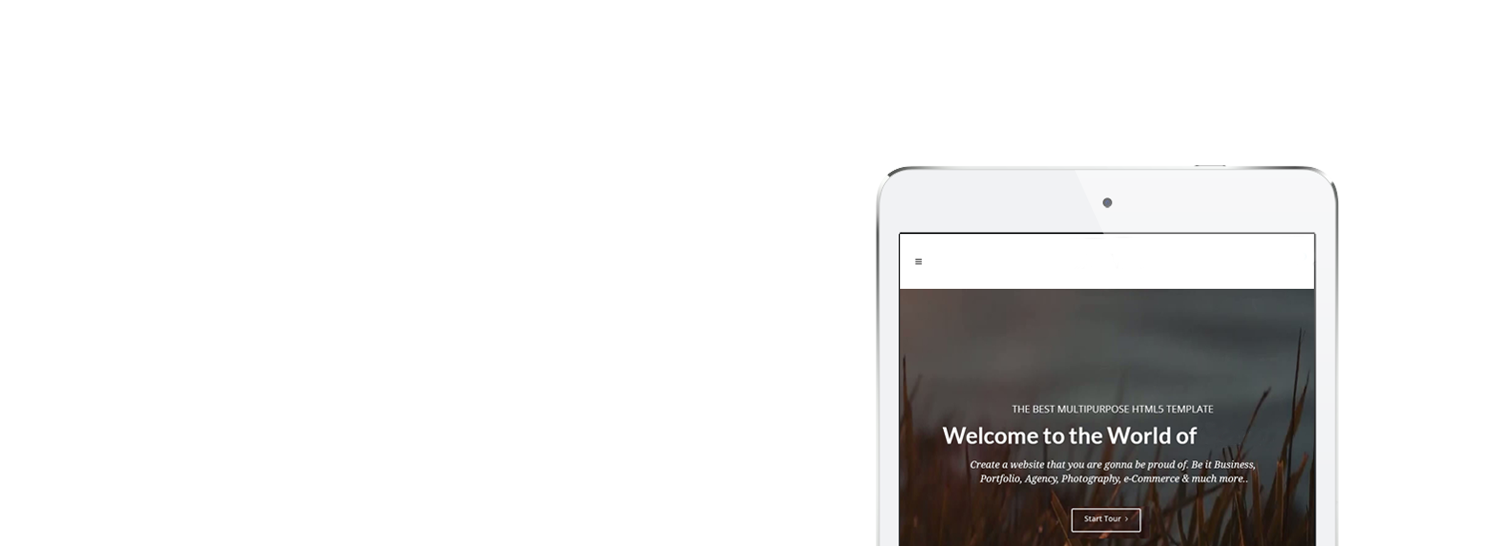 THE BEST MULTIPURPOSE HTML5 TEMPLATE
Welcome to the World of
Create a website that you are gonna be proud of. Be it Business,
Portfolio, Agency, Photography, e-Commerce & much more..
Start Tour